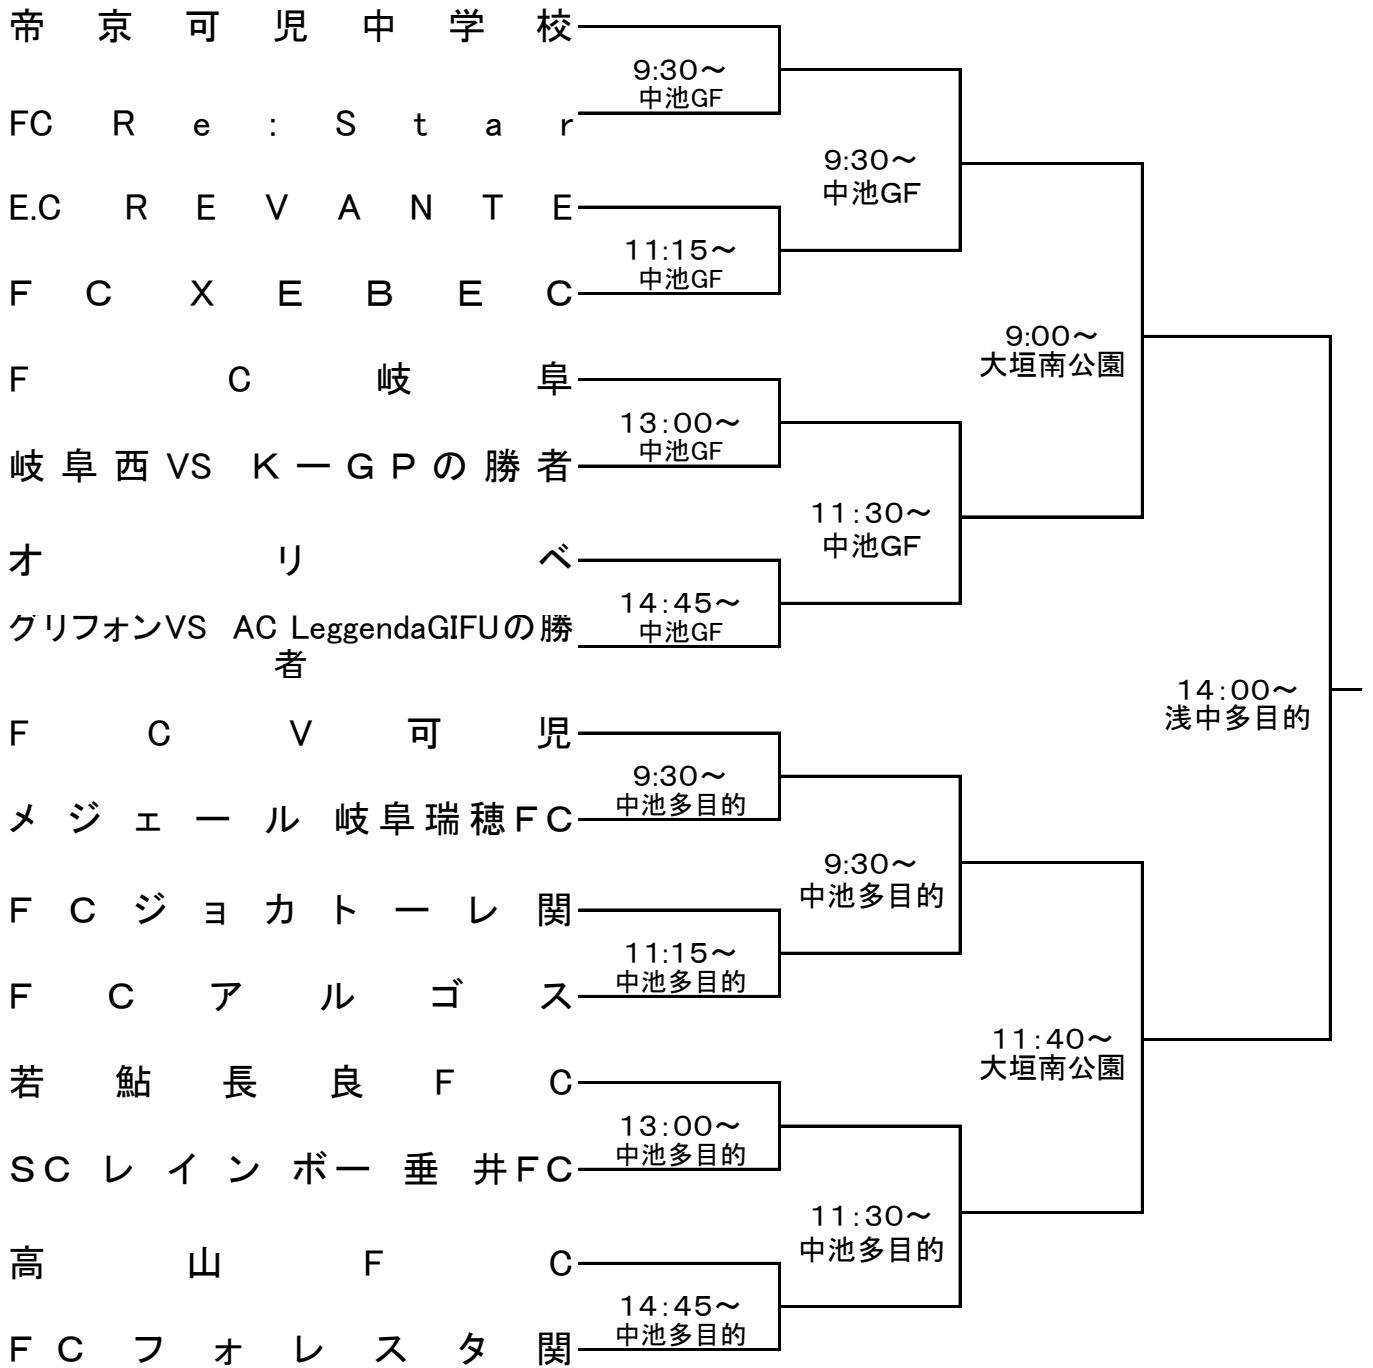 帝京可児中学校
9:30～
中池GF
FC Re:Star
9:30～
中池GF
E.C REVANTE
11:15～
中池GF
FC XEBEC
9:00～
大垣南公園
FC岐阜
13:00～
中池GF
岐阜西VS K－GPの勝者
11:30～
中池GF
オリベ
14:45～
中池GF
グリフォンVS AC LeggendaGIFUの勝
者
14:00～
浅中多目的
FCV可児
9:30～
中池多目的
メジェール岐阜瑞穂FC
9:30～
中池多目的
FCジョカトーレ関
11:15～
中池多目的
FCアルゴス
11:40～
大垣南公園
若鮎長良FC
13:00～
中池多目的
SCレインボー垂井FC
11:30～
中池多目的
高山FC
14:45～
中池多目的
FCフォレスタ関